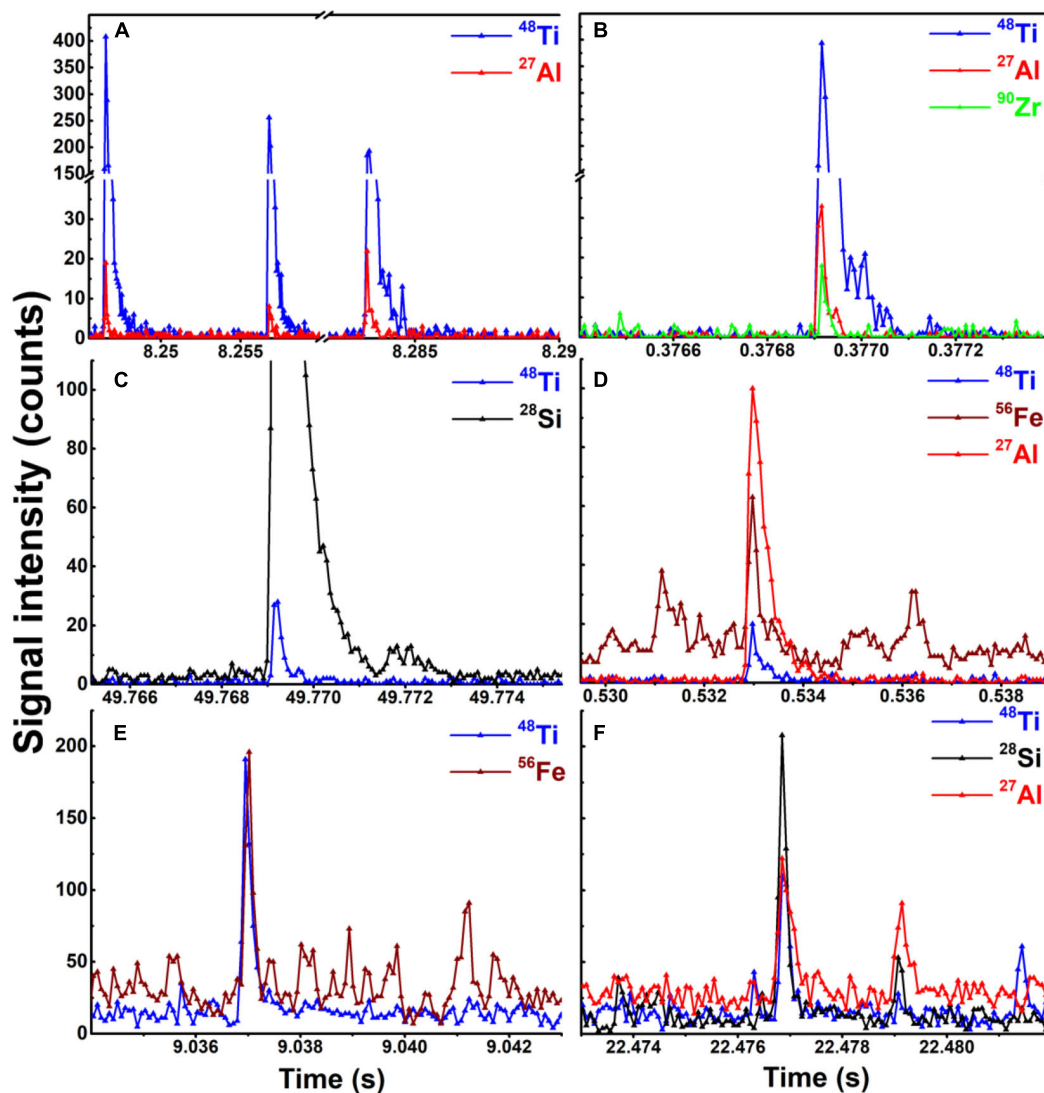 Signal intensity (counts)
A
48Ti
27Al
400
350
300
250
200
150
30
20
10
0
8.25
8.255
8.285
8.29
B
48Ti
27Al
90Zr
0.3766
0.3768
0.3770
0.3772
C
48Ti
28Si
100
80
60
40
20
0
49.766
49.768
49.770
49.772
49.774
D
48Ti
56Fe
27Al
0.530
0.532
0.534
0.536
0.538
E
48Ti
56Fe
200
150
100
50
0
9.036
9.038
9.040
9.042
Time (s)
F
48Ti
28Si
27Al
22.474
22.476
22.478
22.480
Time (s)